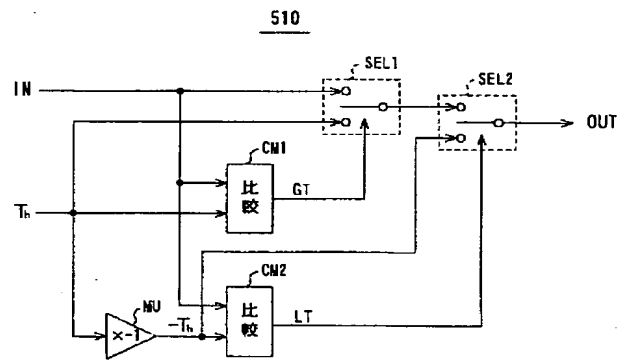 510
SEL1
SEL2
IN
OUT
CM1
比較
GT
Th
CM2
比較
LT
MU
×-1
-Th